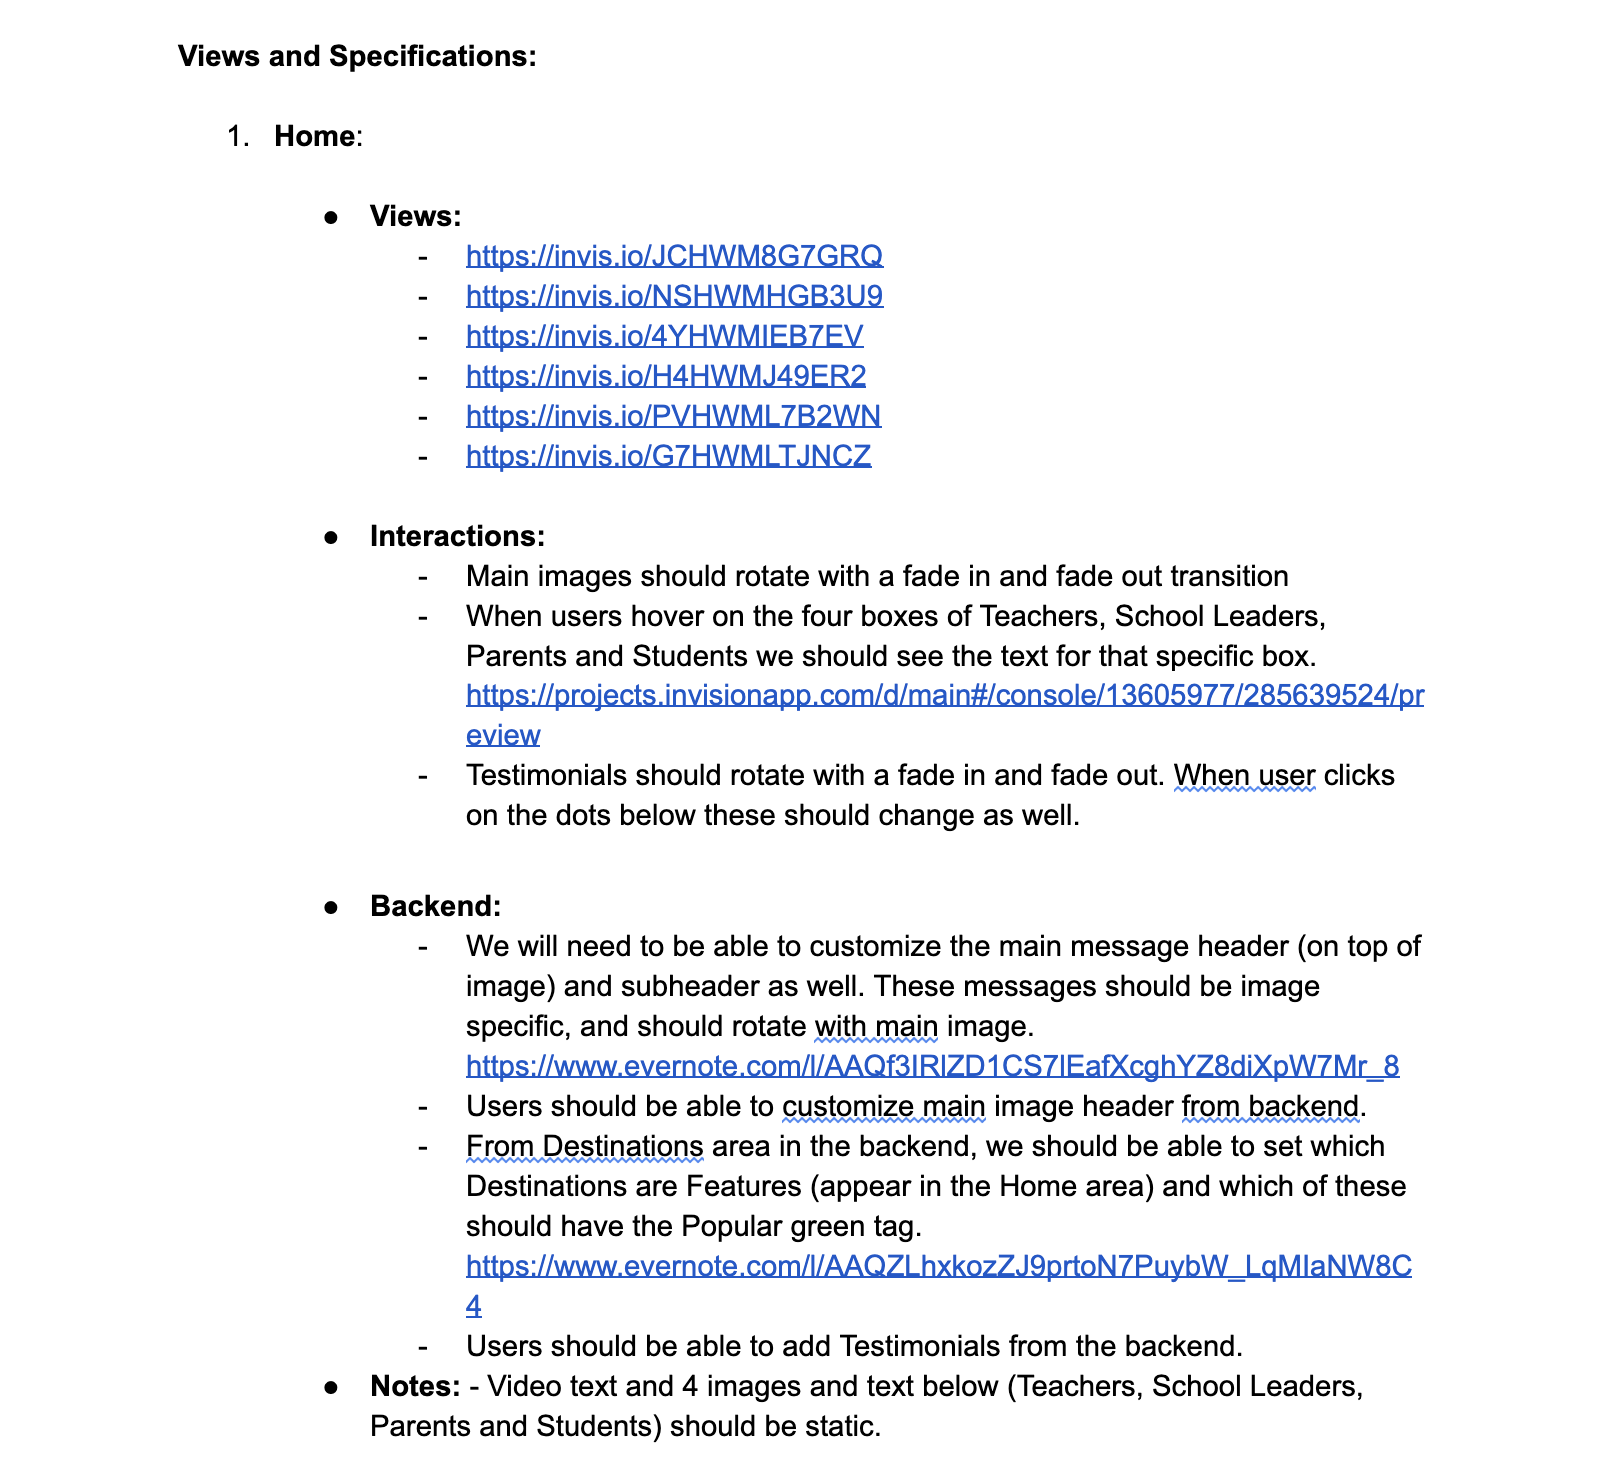 Views and Specifications:
1. Home:
● Views:
- https://invis.io/JCHWM8G7GRQ
- https://invis.io/NSHWMHGB3U9
- https://invis.io/4YHWMIEB7EV
- https://invis.io/H4HWMJ49ER2
- https://invis.io/PVHWML7B2WN
- https://invis.io/G7HWMLTJNCZ
● Interactions:
- Main images should rotate with a fade in and fade out transition
- When users hover on the four boxes of Teachers, School Leaders,
Parents and Students we should see the text for that specific box.
https://projects.invisionapp.com/d/main#/console/13605977/285639524/pr
eview
- Testimonials should rotate with a fade in and fade out. When user clicks
on the dots below these should change as well.
● Backend:
- We will need to be able to customize the main message header (on top of
image) and subheader as well. These messages should be image
specific, and should rotate with main image.
https://www.evernote.com/l/AAQf3IRlZD1CS7lEafXcghYZ8diXpW7Mr_8
- Users should be able to customize main image header from backend.
- From Destinations area in the backend, we should be able to set which
Destinations are Features (appear in the Home area) and which of these
should have the Popular green tag.
https://www.evernote.com/l/AAQZLhxkozZJ9prtoN7PuybW_LqMlaNW8C
4
- Users should be able to add Testimonials from the backend.
● Notes: - Video text and 4 images and text below (Teachers, School Leaders,
Parents and Students) should be static.